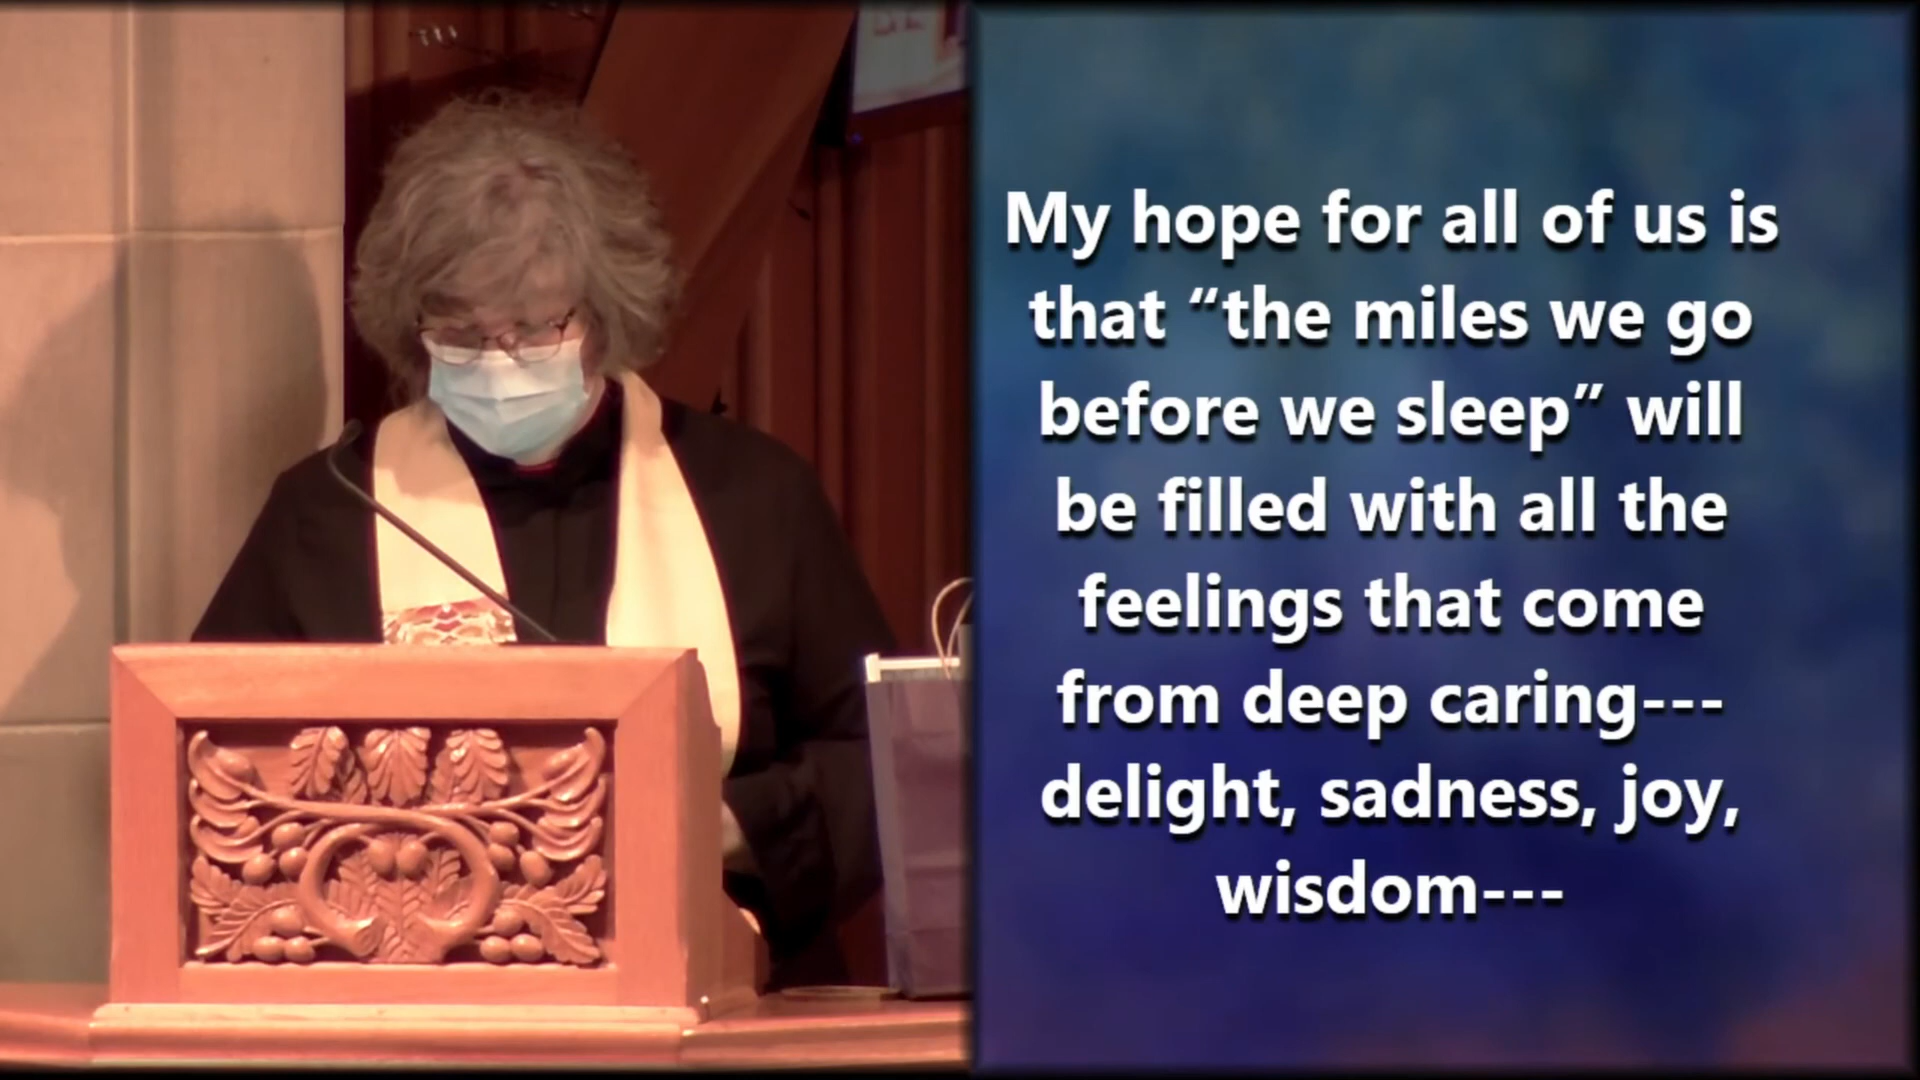 My hope for all of us is
that “the miles we go
before we sleep” will
be filled with all the
feelings that come
from deep caring---
delight, sadness, joy,
wisdom---